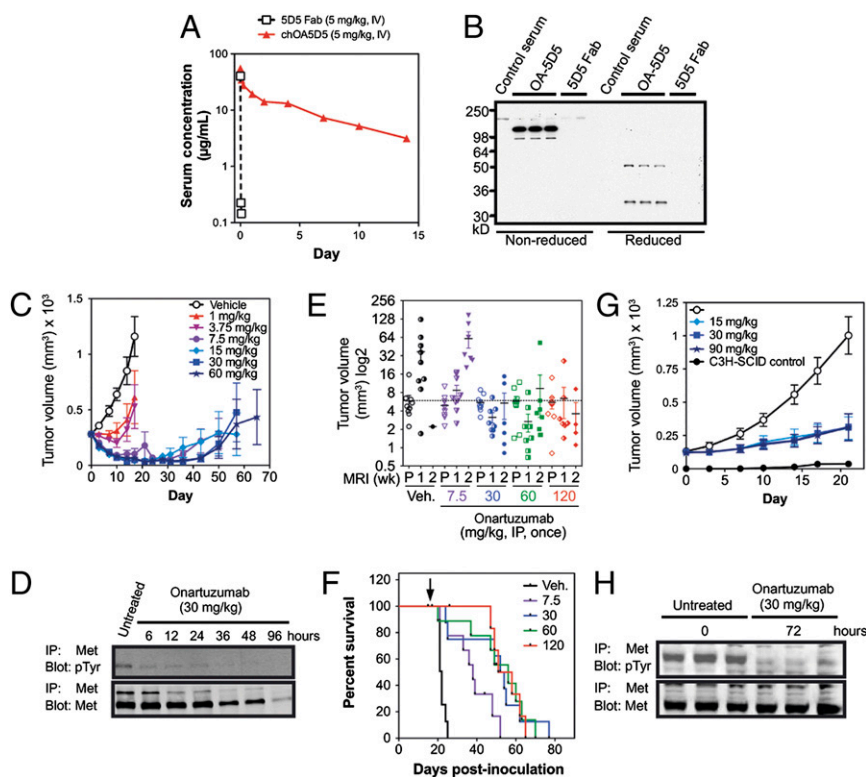 A
5D5 Fab (5 mg/kg, IV)
chOA5D5 (5 mg/kg, IV)
Serum concentration
(µg/mL)
100
10
1
0.1
0 5 10 15
Day
B
Control serum
OA-5D5
5D5 Fab
Control serum
OA-5D5
5D5 Fab
250
98
64
50
36
30
kD
Non-reduced
Reduced
C
Tumor volume (mm³) x 10³
1.5
1
0.5
0
Vehicle
1 mg/kg
3.75 mg/kg
7.5 mg/kg
15 mg/kg
30 mg/kg
60 mg/kg
0 10 20 30 40 50 60 70
Day
E
Tumor volume
(mm³) log2
256
128
64
32
16
8
4
2
1
0.5
MRI (wk)
P 1 2 P 1 2 P 1 2 P 1 2 P 1 2
Veh. 7.5 30 60 120
Onartuzumab
(mg/kg, IP, once)
G
Tumor volume (mm³) x 10³
1.25
1
0.75
0.5
0.25
0
15 mg/kg
30 mg/kg
90 mg/kg
C3H-SCID control
0 5 10 15 20
Day
D
Untreated
Onartuzumab
(30 mg/kg)
6 12 24 36 48 96 hours
IP: Met
Blot: pTyr
IP: Met
Blot: Met
F
Percent survival
120
100
80
60
40
20
0
Veh.
7.5
30
60
120
0 20 40 60 80
Days post-inoculation
H
Untreated
Onartuzumab
(30 mg/kg)
0 72 hours
IP: Met
Blot: pTyr
IP: Met
Blot: Met